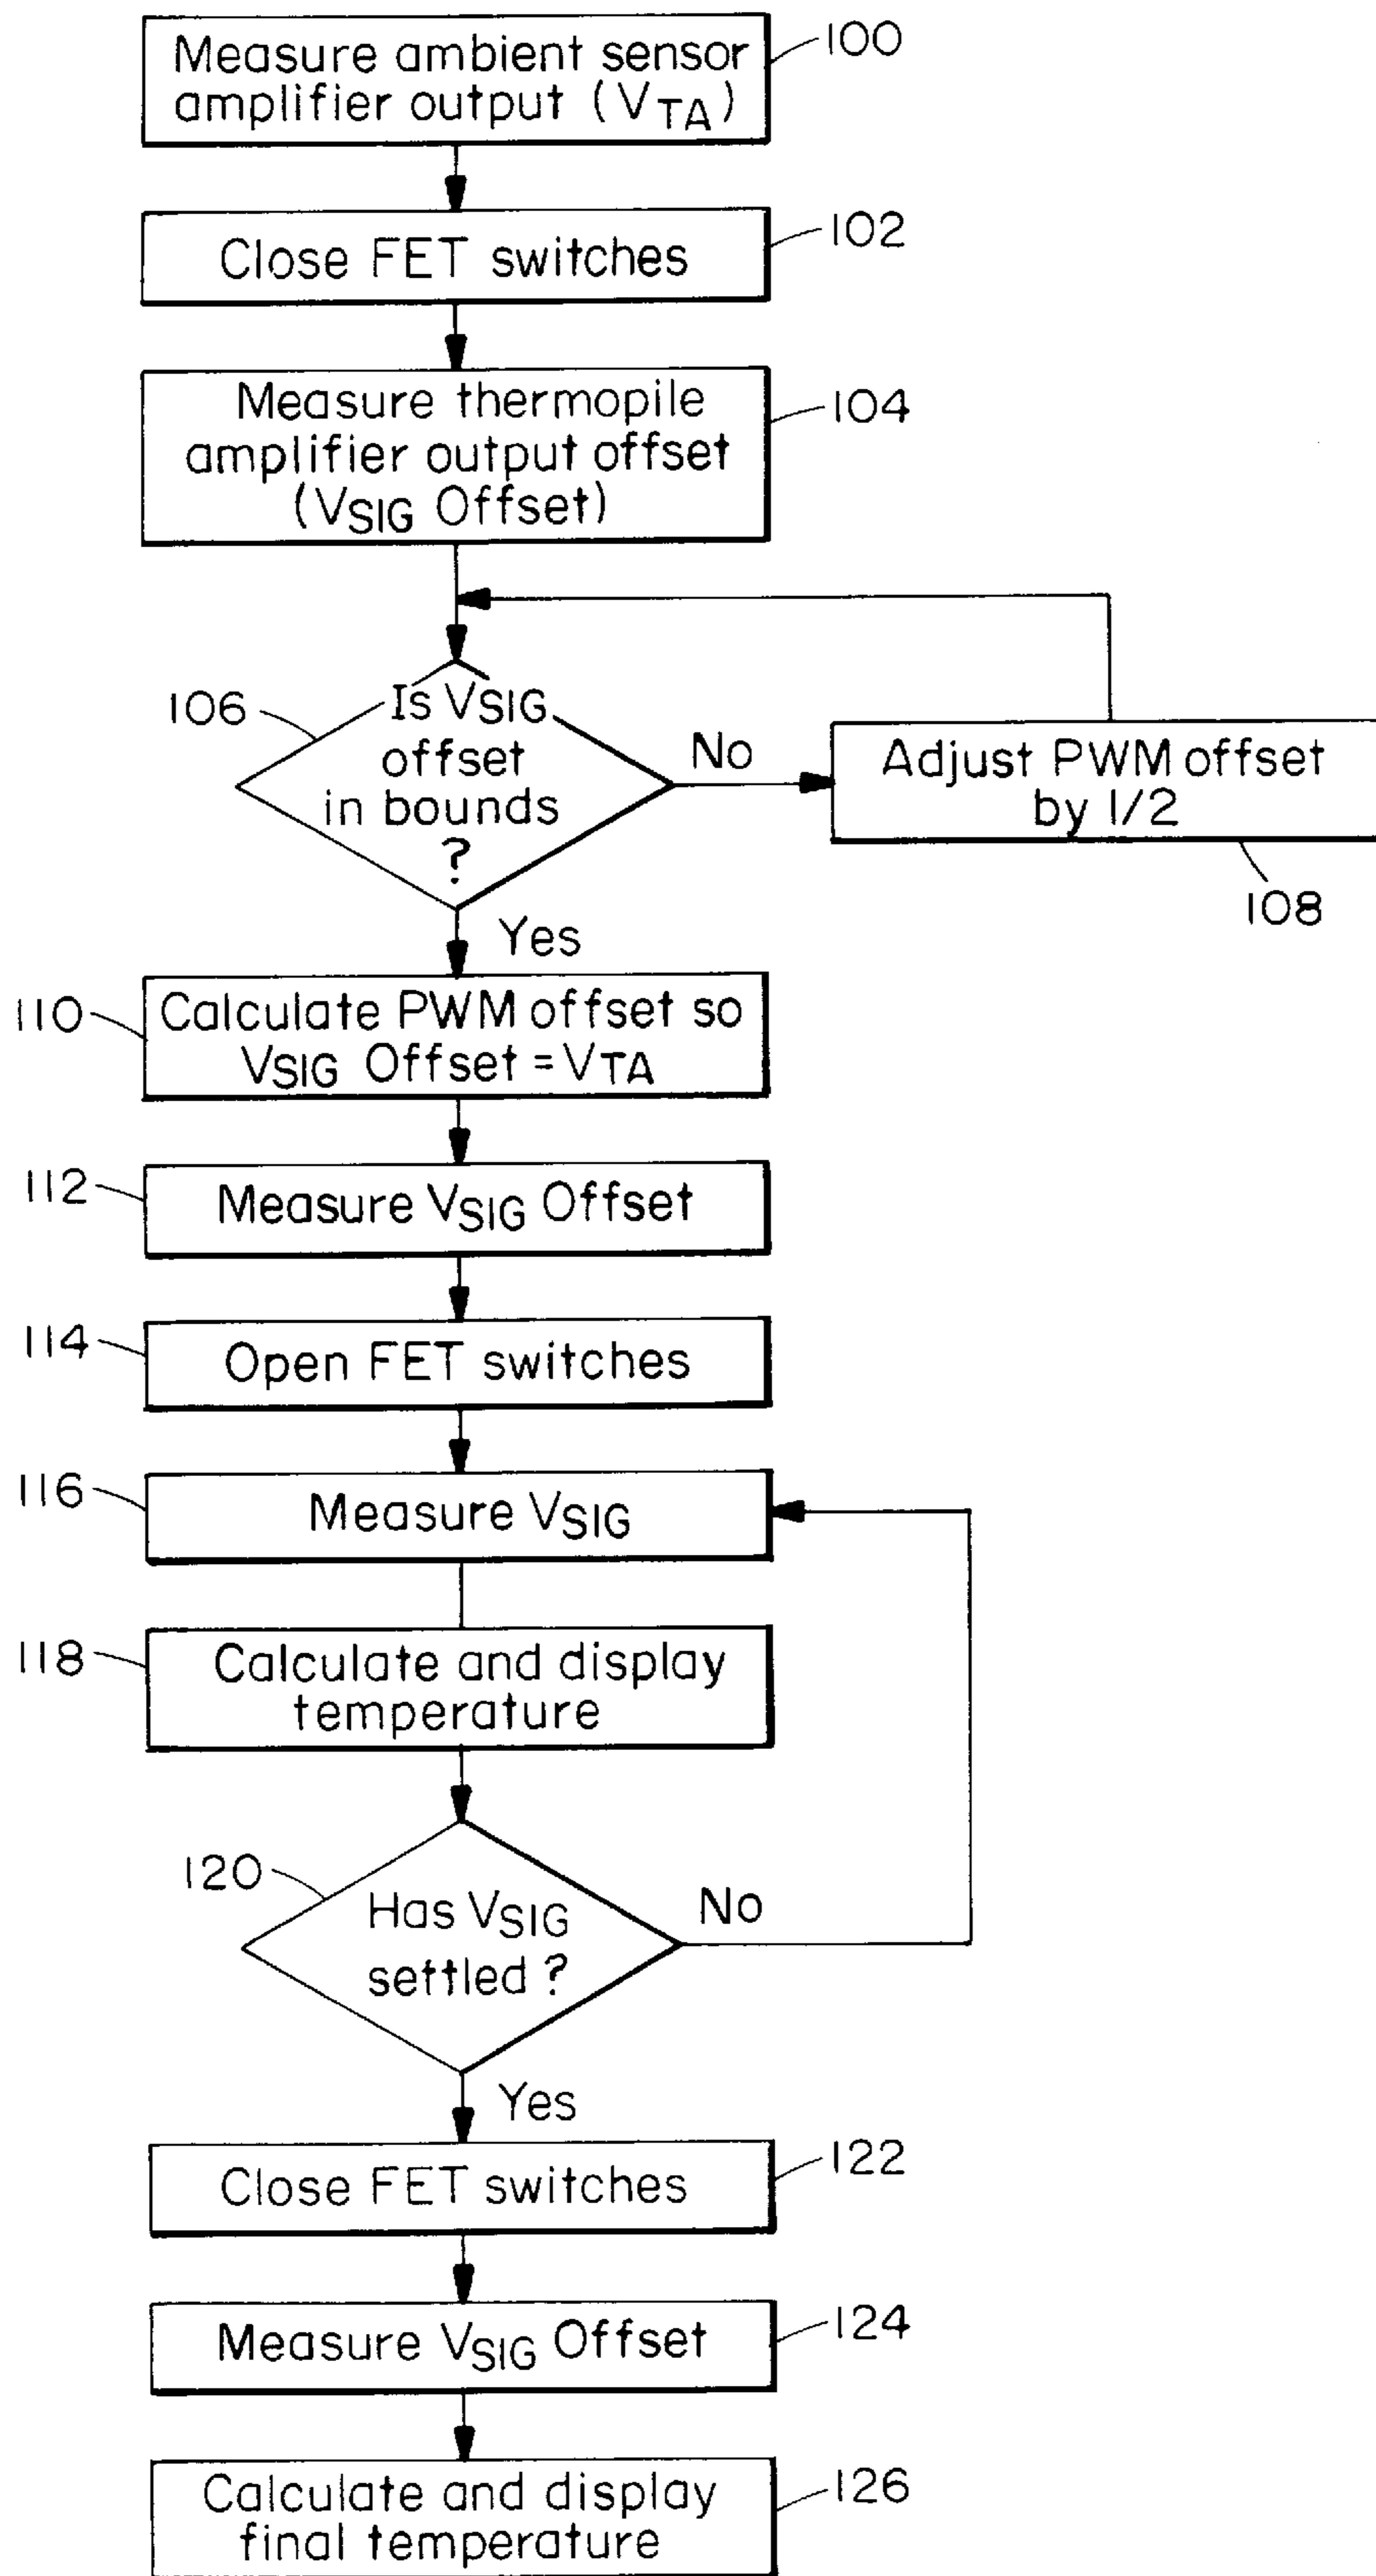 Measure ambient sensor
amplifier output (VTA)
100
Close FET switches
102
Measure thermopile
amplifier output offset
(VSIG Offset)
104
106
Is VSIG
offset
in bounds
?
No
Adjust PWM offset
by 1/2
108
Yes
110
Calculate PWM offset so
VSIG Offset = VTA
112
Measure VSIG Offset
114
Open FET switches
116
Measure VSIG
118
Calculate and display
temperature
120
Has VSIG
settled ?
No
Yes
Close FET switches
122
Measure VSIG Offset
124
Calculate and display
final temperature
126